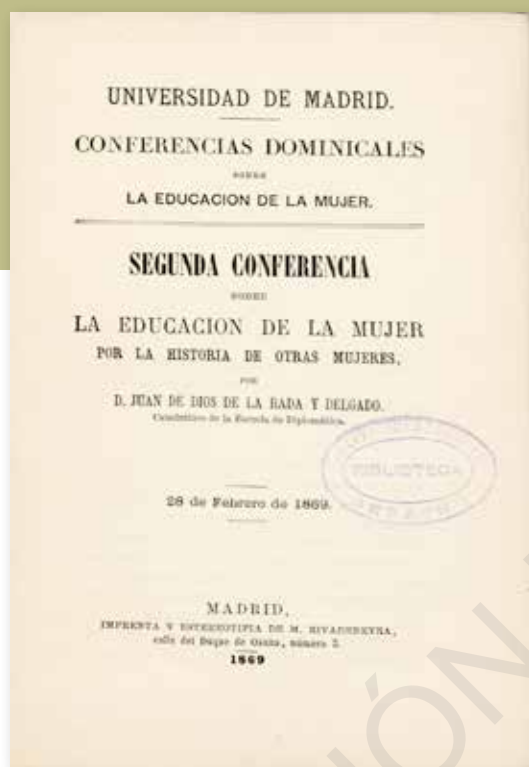 UNIVERSIDAD DE MADRID.
CONFERENCIAS DOMINICALES
SOBRE
LA EDUCACION DE LA MUJER.
SEGUNDA CONFERENCIA
SOBRE
LA EDUCACION DE LA MUJER
POR LA HISTORIA DE OTRAS MUJERES,
POR
D. JUAN DE DIOS DE LA RADA Y DELGADO.
Catedrático de la Escuela de Diplomática.
BIBLIOTECA
DERECHO
28 de Febrero de 1869.
MADRID,
IMPRENTA Y ESTEREOTIPIA DE M. RIVADENEYRA,
calle del Duque de Osuna, número 3.
1869